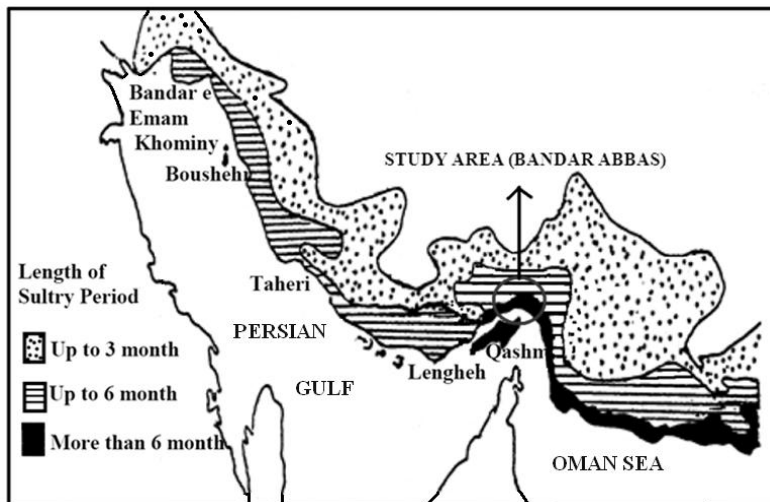 Bandar e
Emam
Khominy
Boushehr
STUDY AREA (BANDAR ABBAS)
Taheri
Length of
Sultry Period
PERSIAN
Up to 3 month
Qashm
Lengheh
GULF
Up to 6 month
More than 6 month
OMAN SEA